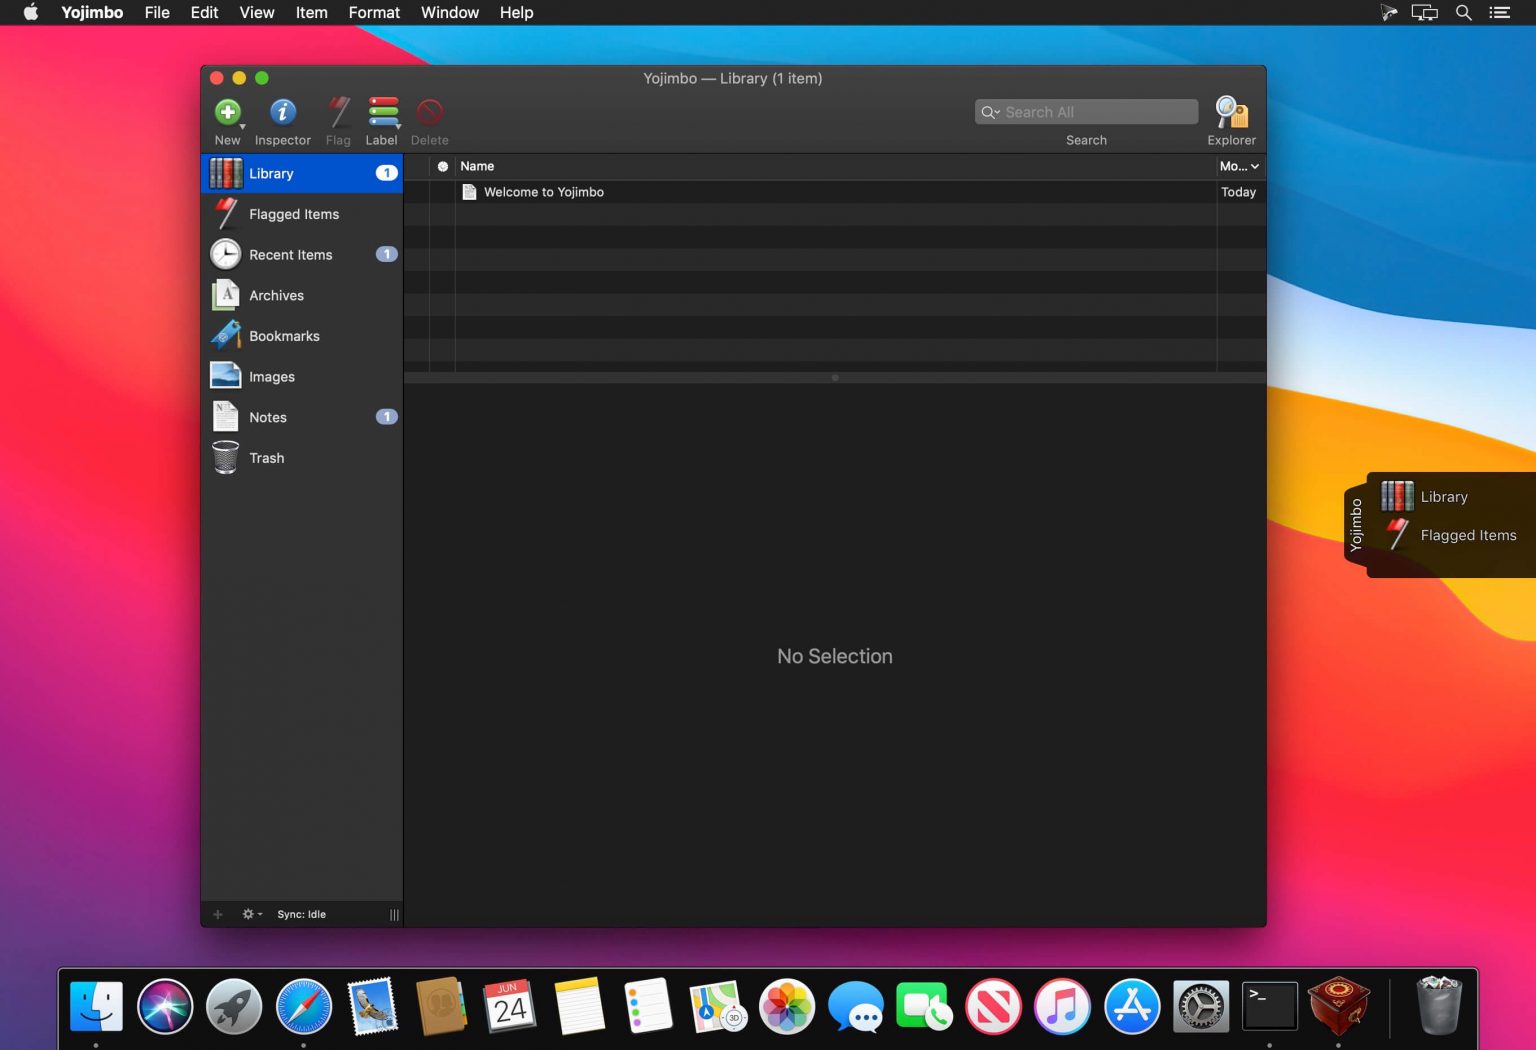 Yojimbo File Edit View Item Format Window Help
Yojimbo — Library (1 item)
Search All
New Inspector Flag Label Delete Search Explorer
Library 1
Flagged Items
Recent Items 1
Archives
Bookmarks
Images
Notes 1
Trash
Name Mo...
Welcome to Yojimbo Today
No Selection
Sync: Idle
Yojimbo
Library
Flagged Items
JUN
24
3D
>_